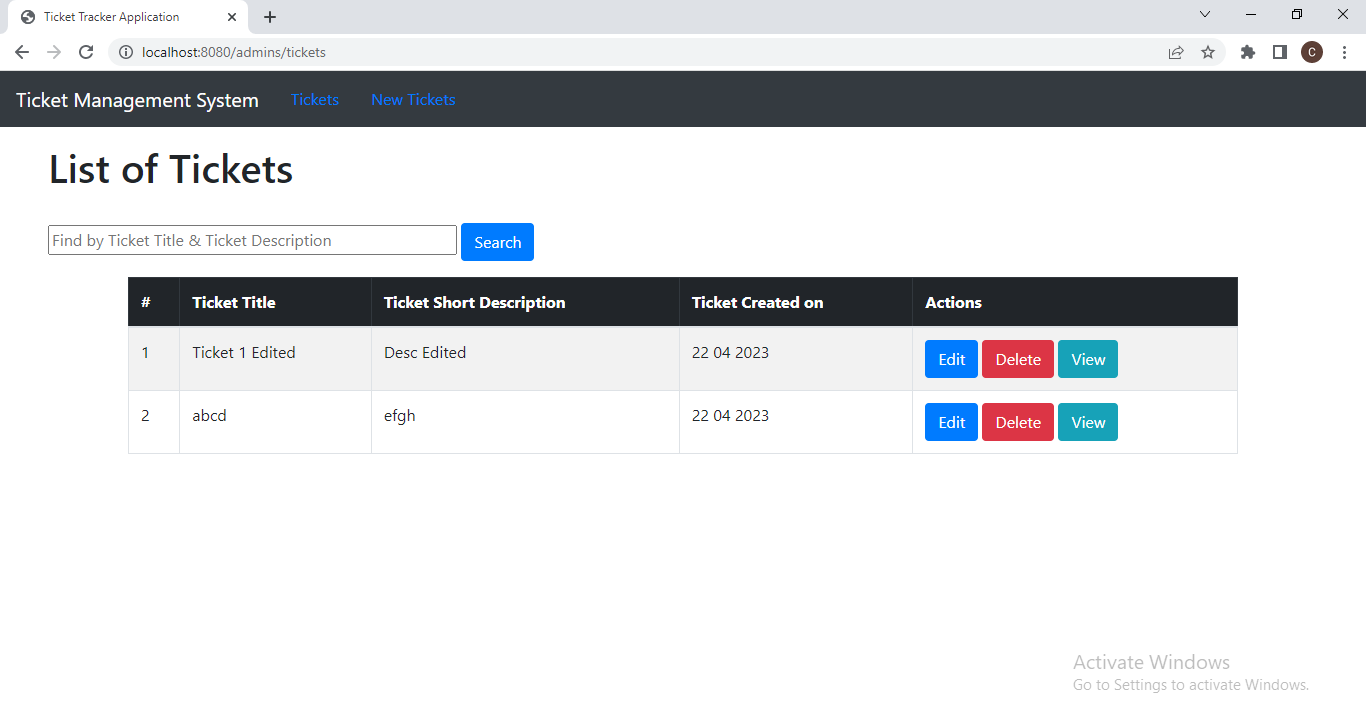 Ticket Tracker Application
localhost:8080/admins/tickets
C
Ticket Management System Tickets New Tickets
List of Tickets
Find by Ticket Title & Ticket Description Search
# Ticket Title Ticket Short Description Ticket Created on Actions
1 Ticket 1 Edited Desc Edited 22 04 2023 Edit Delete View
2 abcd efgh 22 04 2023 Edit Delete View
Activate Windows
Go to Settings to activate Windows.